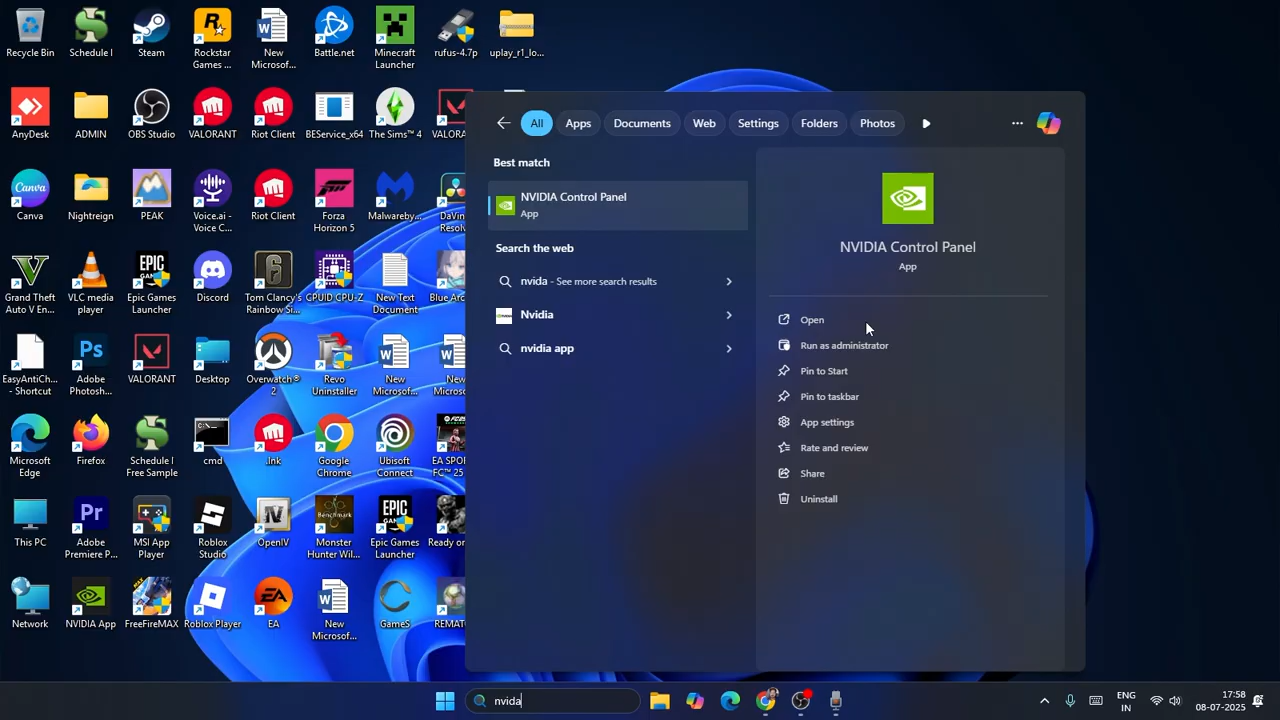 Recycle Bin
Schedule I
Steam
Rockstar
Games ...
New
Microsof...
Battle.net
Minecraft
Launcher
rufus-4.7p
uplay_r1_lo...
AnyDesk
ADMIN
OBS Studio
VALORANT
Riot Client
BEService_x64
The Sims™ 4
VALORA
Canva
Nightreign
PEAK
Voice.ai -
Voice C...
Riot Client
Forza
Horizon 5
Malwareby...
DaVin
Resolv
Grand Theft
Auto V En...
VLC media
player
Epic Games
Launcher
Discord
Tom Clancy's
Rainbow Si...
CPUID CPU-Z
New Text
Document
Blue Arc
EasyAntiCh...
- Shortcut
Adobe
Photosh...
VALORANT
Desktop
Overwatch®
2
Revo
Uninstaller
New
Microsof...
New
Microso
Microsoft
Edge
Firefox
Schedule I
Free Sample
cmd
.lnk
Google
Chrome
Ubisoft
Connect
EA SPOR
FC™ 25
This PC
Adobe
Premiere P...
MSI App
Player
Roblox
Studio
OpenIV
Monster
Hunter Wil...
Epic Games
Launcher
Ready or
Network
NVIDIA App
FreeFireMAX
Roblox Player
EA
New
Microsof...
GameS
REMAT
All
Apps
Documents
Web
Settings
Folders
Photos
Best match
NVIDIA Control Panel
App
Search the web
nvida - See more search results
Nvidia
nvidia app
NVIDIA Control Panel
App
Open
Run as administrator
Pin to Start
Pin to taskbar
App settings
Rate and review
Share
Uninstall
nvida
ENG
IN
17:58
08-07-2025